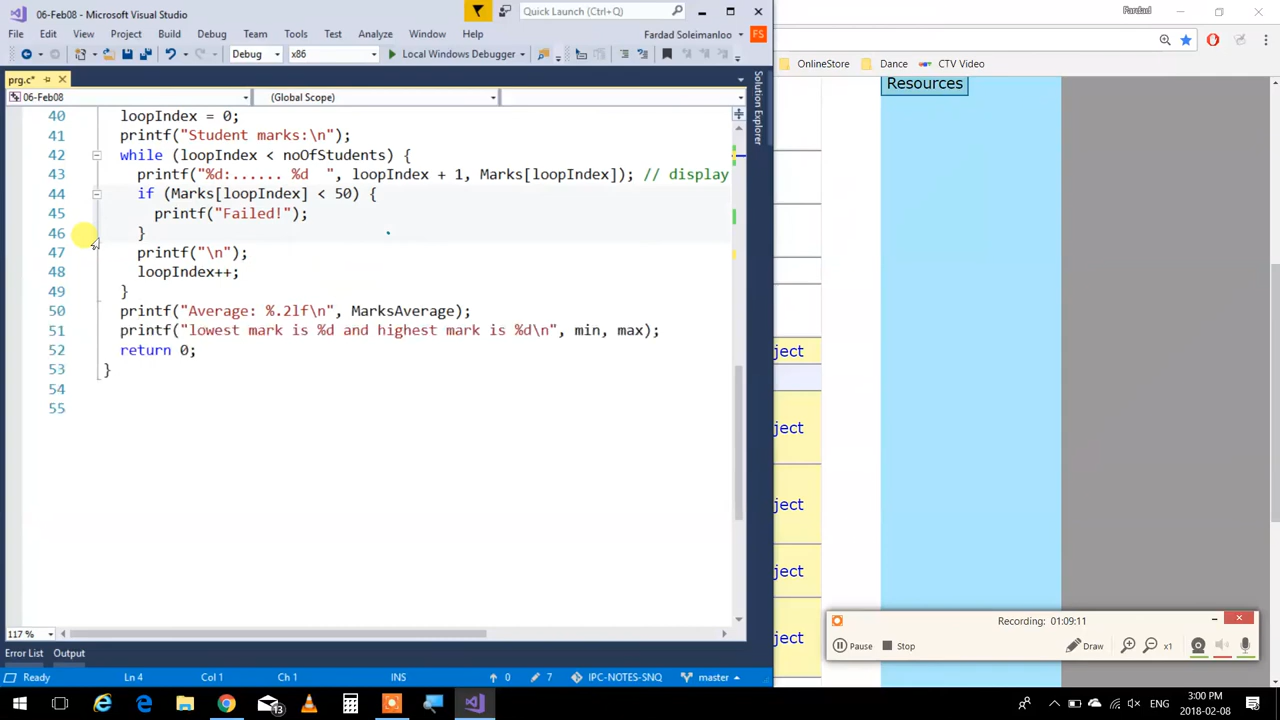 06-Feb08 - Microsoft Visual Studio
Quick Launch (Ctrl+Q)
File Edit View Project Build Debug Team Tools Test Analyze Window Help
Fardad Soleimanloo FS
Debug x86 Local Windows Debugger
prg.c*
06-Feb08 (Global Scope)
40 loopIndex = 0;
41 printf("Student marks:\n");
42 while (loopIndex < noOfStudents) {
43 printf("%d:...... %d  ", loopIndex + 1, Marks[loopIndex]); // display
44 if (Marks[loopIndex] < 50) {
45 printf("Failed!");
46 }
47 printf("\n");
48 loopIndex++;
49 }
50 printf("Average: %.2lf\n", MarksAverage);
51 printf("lowest mark is %d and highest mark is %d\n", min, max);
52 return 0;
53 }
54
55
Solution Explorer
117 %
Error List Output
Ready Ln 4 Col 1 Ch 1 INS 0 7 IPC-NOTES-SNQ master
Fardad
OnlineStore Dance CTV Video
Resources
ject
ject
ject
ject
ject
Recording: 01:09:11
Pause Stop Draw x1
13
3:00 PM
2018-02-08